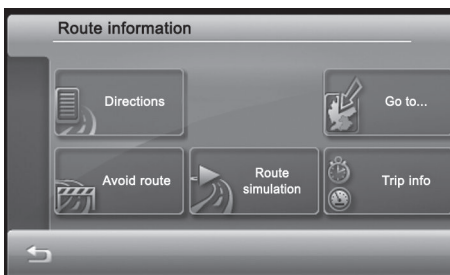 Route information
Directions
Go to...
Avoid route
Route
simulation
Trip info